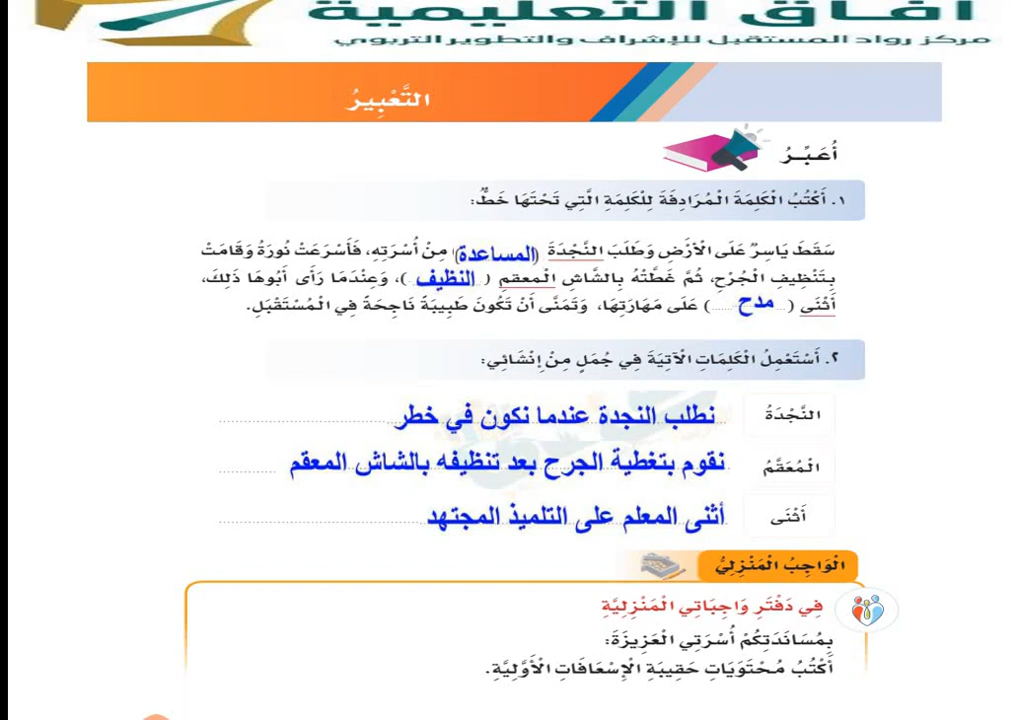 آفاق التعليمية
مركز رواد المستقبل للإشراف والتطوير التربوي
التَّعْبِيرُ
أُعَبِّرُ
١. أَكْتُبُ الْكَلِمَةَ الْمُرَادِفَةَ لِلْكَلِمَةِ الَّتِي تَحْتَهَا خَطٌّ:
سَقَطَ يَاسِرٌ عَلَى الْأَرْضِ وَطَلَبَ النَّجْدَةَ (المساعدة) مِنْ أُسْرَتِهِ، فَأَسْرَعَتْ نُورَةُ وَقَامَتْ
بِتَنْظِيفِ الْجُرْحِ، ثُمَّ غَطَّتْهُ بِالشَّاشِ الْمعقمِ (النظيف)، وَعِنْدَمَا رَأَى أَبُوهَا ذَلِكَ،
أَثْنَى (مدح) عَلَى مَهَارَتِهَا، وَتَمَنَّى أَنْ تَكُونَ طَبِيبَةً نَاجِحَةً فِي الْمُسْتَقْبَلِ.
٢. أَسْتَعْمِلُ الْكَلِمَاتِ الْآتِيَةَ فِي جُمَلٍ مِنْ إِنْشَائِي:
النَّجْدَةُ نطلب النجدة عندما نكون في خطر
الْمُعَقَّمُ نقوم بتغطية الجرح بعد تنظيفه بالشاش المعقم
أَثْنَى أثنى المعلم على التلميذ المجتهد
الْوَاجِبُ الْمَنْزِلِيُّ
فِي دَفْتَرِ وَاجِبَاتِي الْمَنْزِلِيَّةِ
بِمُسَانَدَتِكُمْ أُسْرَتِي الْعَزِيزَةَ:
أَكْتُبُ مُحْتَوَيَاتِ حَقِيبَةِ الْإِسْعَافَاتِ الْأَوَّلِيَّةِ.